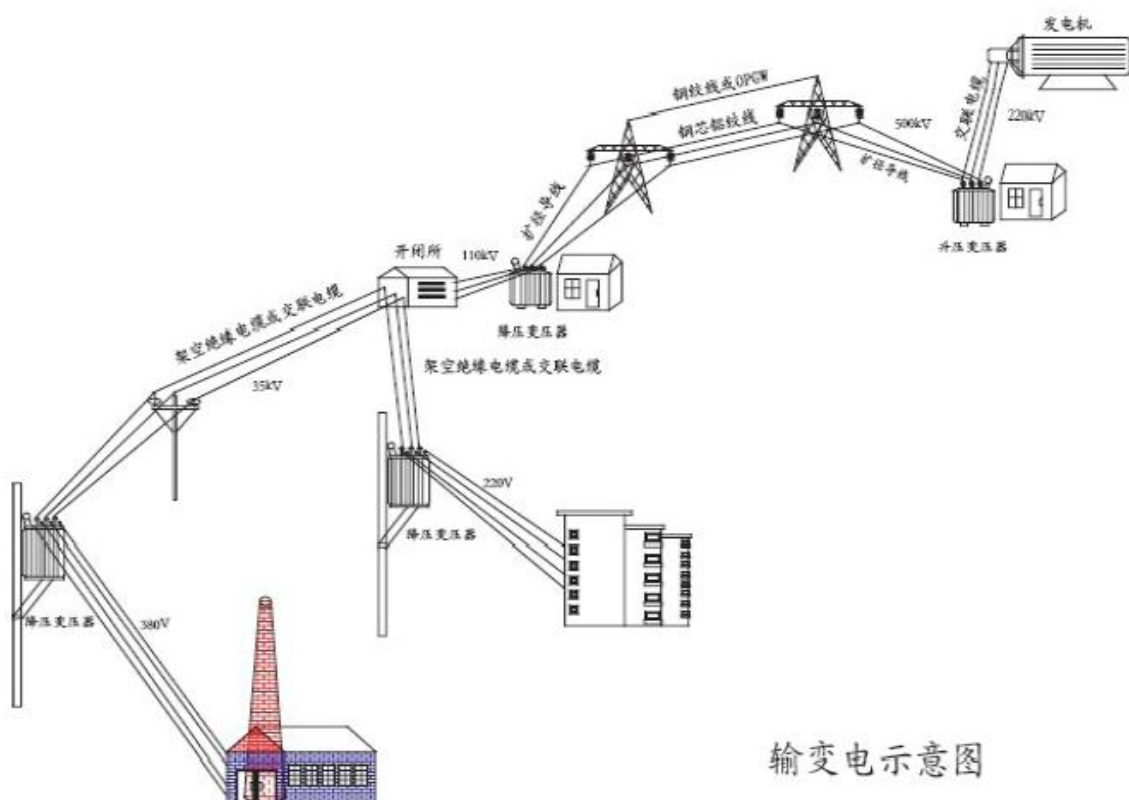 发电机
钢绞线或OPGW
钢芯铝绞线
500kV
交联电缆
220kV
扩径导线
扩径导线
升压变压器
开闭所
110kV
降压变压器
架空绝缘电缆或交联电缆
35kV
架空绝缘电缆或交联电缆
220V
降压变压器
降压变压器
380V
输变电示意图